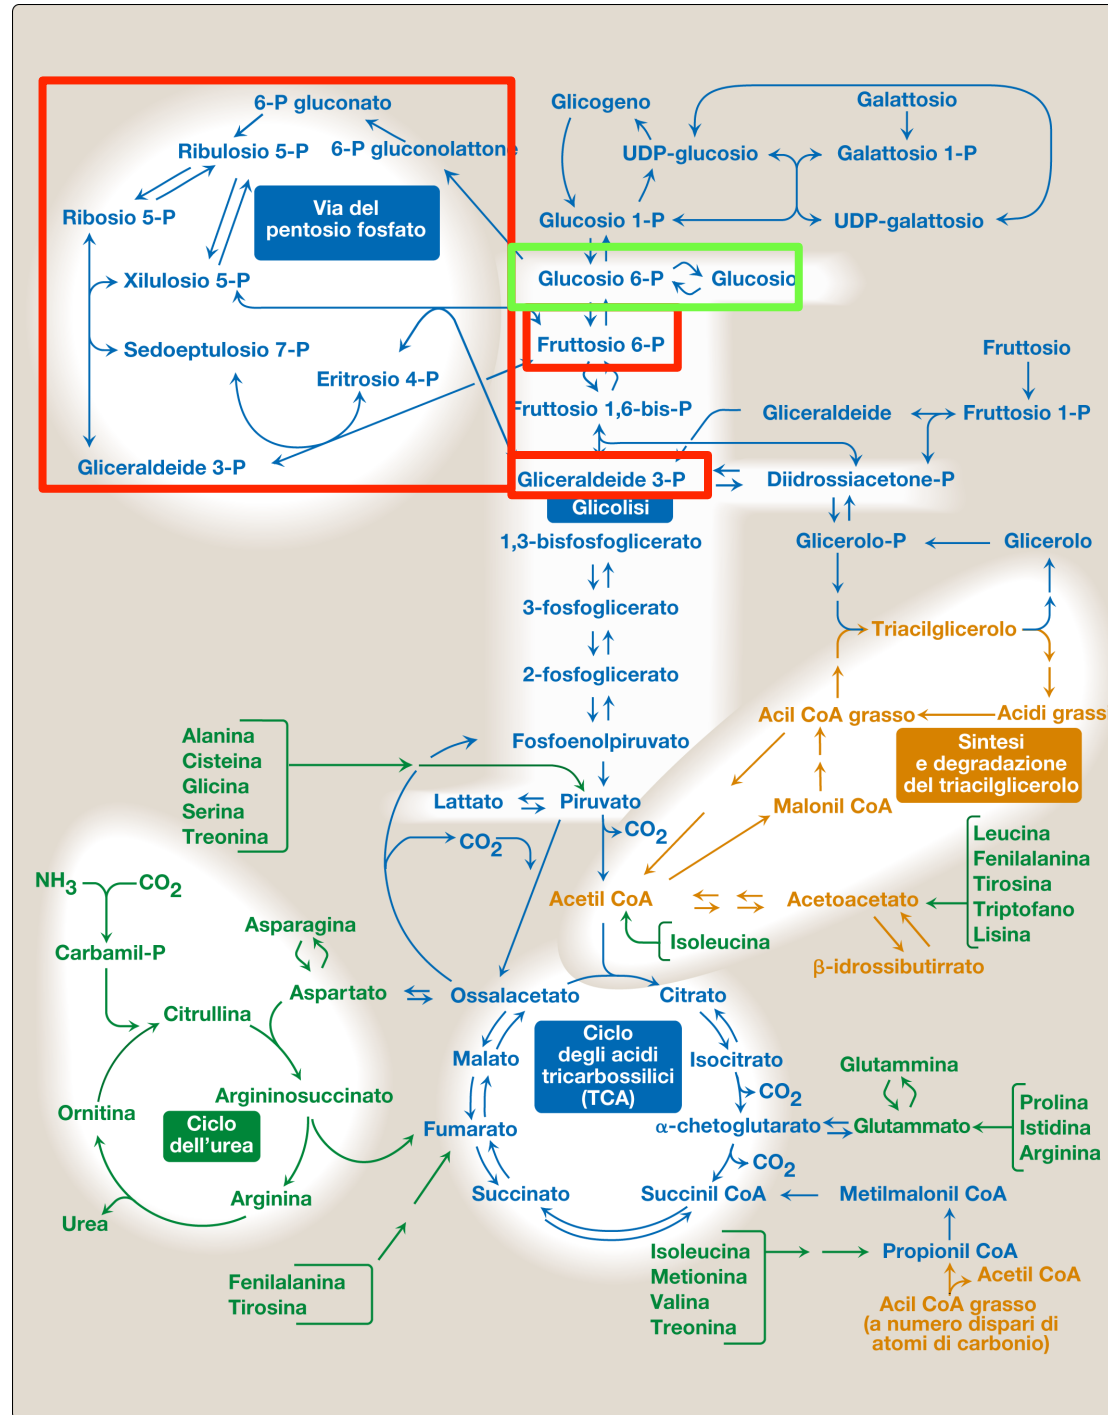 6-P gluconato
Ribulosio 5-P
6-P gluconolattone
Ribosio 5-P
Via del
pentosio fosfato
Xilulosio 5-P
Sedoeptulosio 7-P
Eritrosio 4-P
Gliceraldeide 3-P
Glicogeno
Galattosio
UDP-glucosio
Galattosio 1-P
Glucosio 1-P
UDP-galattosio
Glucosio 6-P
Glucosio
Fruttosio 6-P
Fruttosio
Fruttosio 1,6-bis-P
Gliceraldeide
Fruttosio 1-P
Gliceraldeide 3-P
Diidrossiacetone-P
Glicolisi
1,3-bisfosfoglicerato
Glicerolo-P
Glicerolo
3-fosfoglicerato
Triacilglicerolo
2-fosfoglicerato
Acil CoA grasso
Acidi grass
Sintesi
e degradazione
del triacilglicerolo
Fosfoenolpiruvato
Alanina
Cisteina
Glicina
Serina
Treonina
Lattato
Piruvato
Malonil CoA
CO2
CO2
Leucina
Fenilalanina
Tirosina
Triptofano
Lisina
NH3
CO2
Acetil CoA
Acetoacetato
Isoleucina
β-idrossibutirrato
Asparagina
Carbamil-P
Aspartato
Ossalacetato
Citrato
Citrullina
Ciclo
degli acidi
tricarbossilici
(TCA)
Malato
Isocitrato
Glutammina
CO2
Argininosuccinato
Ornitina
Ciclo
dell'urea
Fumarato
α-chetoglutarato
Glutammato
Prolina
Istidina
Arginina
CO2
Arginina
Urea
Succinato
Succinil CoA
Metilmalonil CoA
Fenilalanina
Tirosina
Isoleucina
Metionina
Valina
Treonina
Propionil CoA
Acetil CoA
Acil CoA grasso
(a numero dispari di
atomi di carbonio)